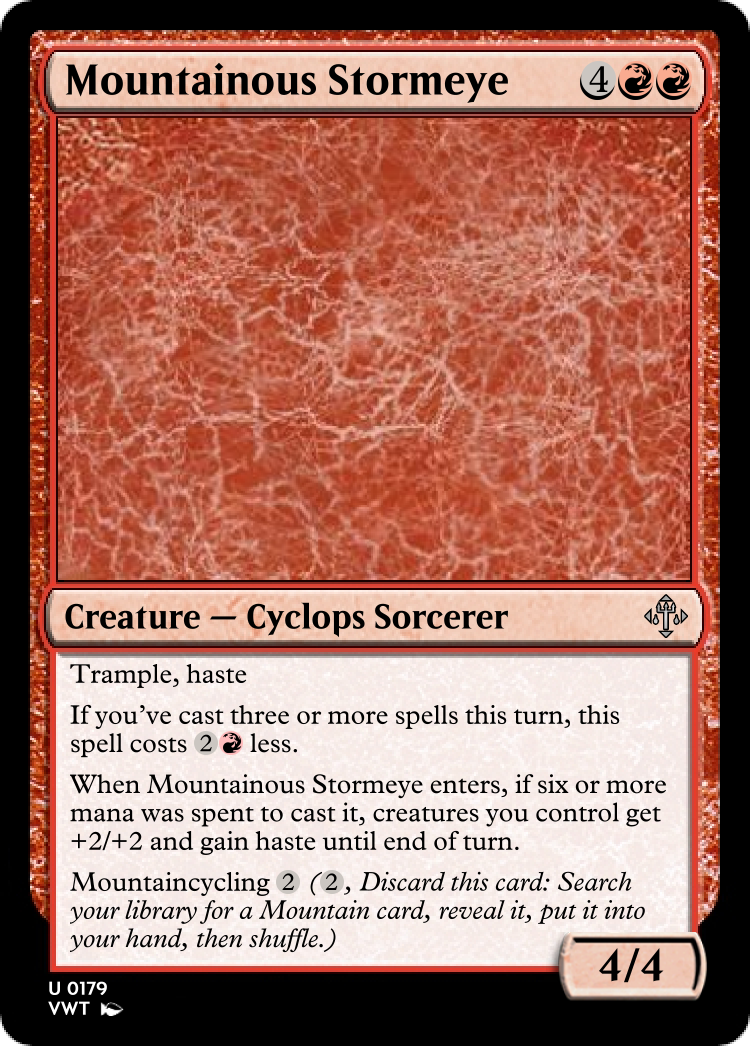 Mountainous Stormeye 4
Creature — Cyclops Sorcerer
Trample, haste
If you've cast three or more spells this turn, this
spell costs 2 less.
When Mountainous Stormeye enters, if six or more
mana was spent to cast it, creatures you control get
+2/+2 and gain haste until end of turn.
Mountaincycling 2 (2, Discard this card: Search
your library for a Mountain card, reveal it, put it into
your hand, then shuffle.)
4/4
U 0179
VWT